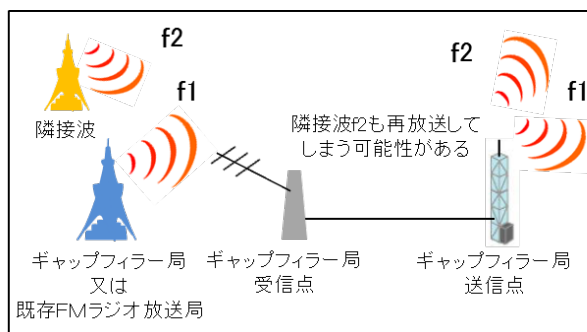 f2
f1
隣接波
f2
f1
隣接波f2も再放送して
しまう可能性がある
ギャップフィラー局
又は
既存FMラジオ放送局
ギャップフィラー局
受信点
ギャップフィラー局
送信点